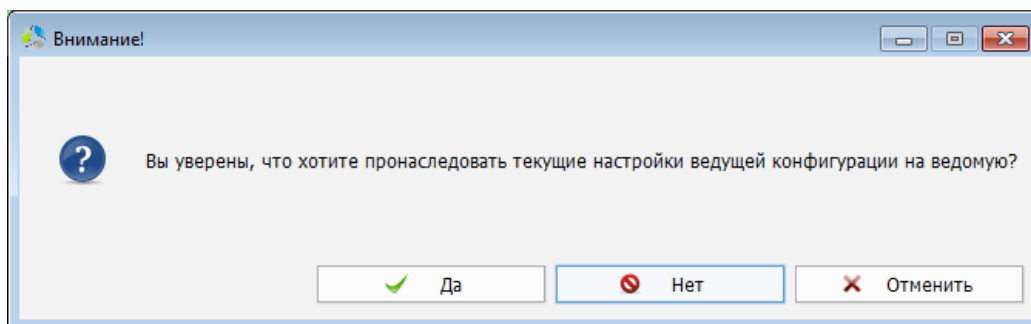 Внимание!
Вы уверены, что хотите пронаследовать текущие настройки ведущей конфигурации на ведомую?
Да
Нет
Отменить